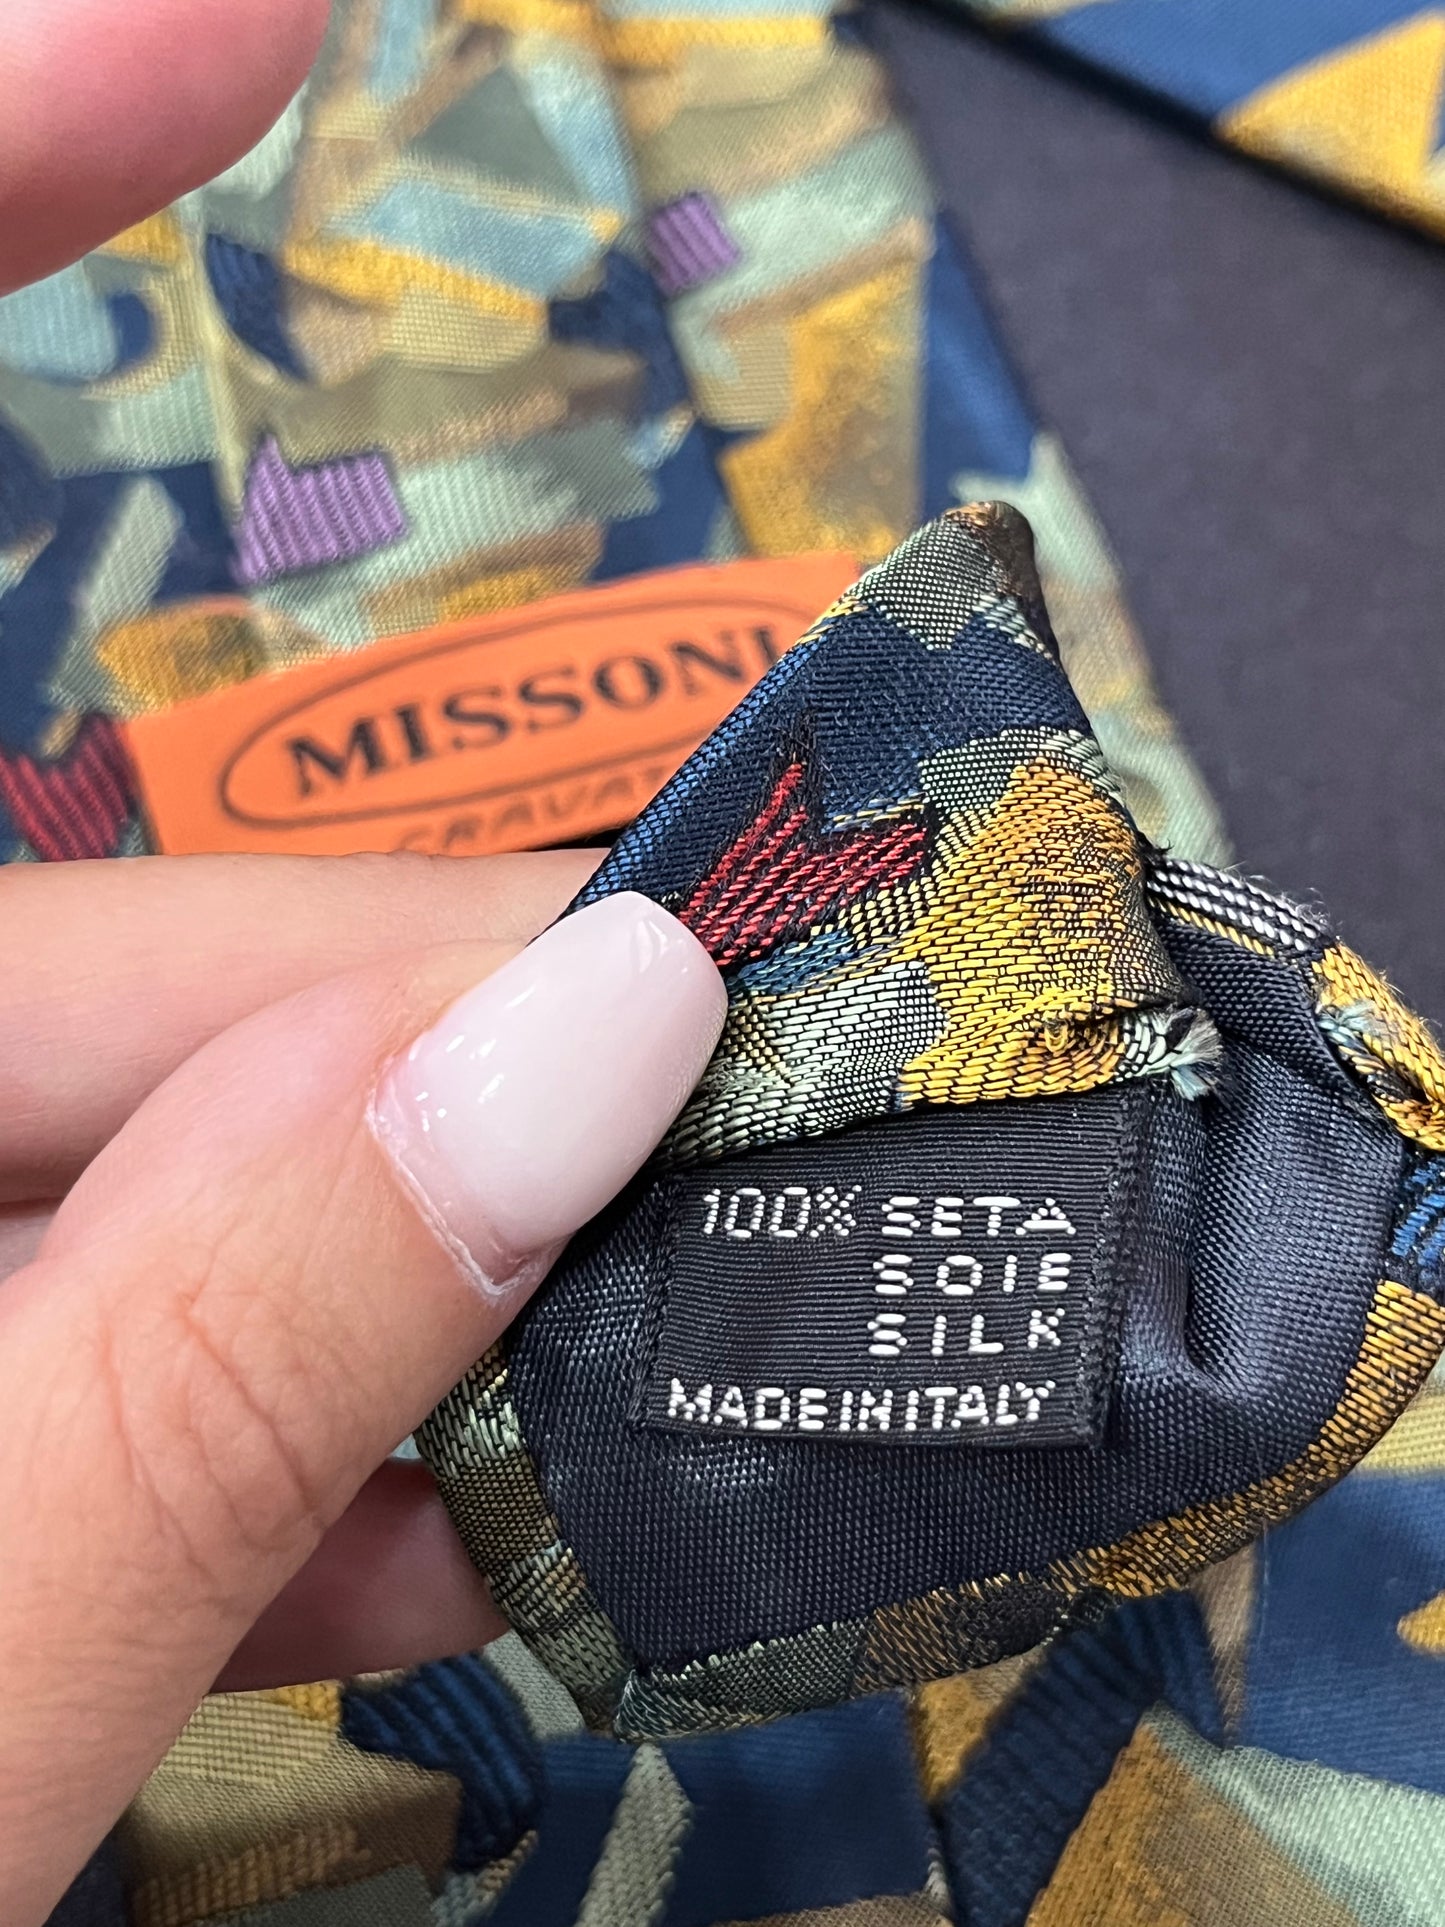 MISSONI
100% SETA
SOIE
SILK
MADE IN ITALY